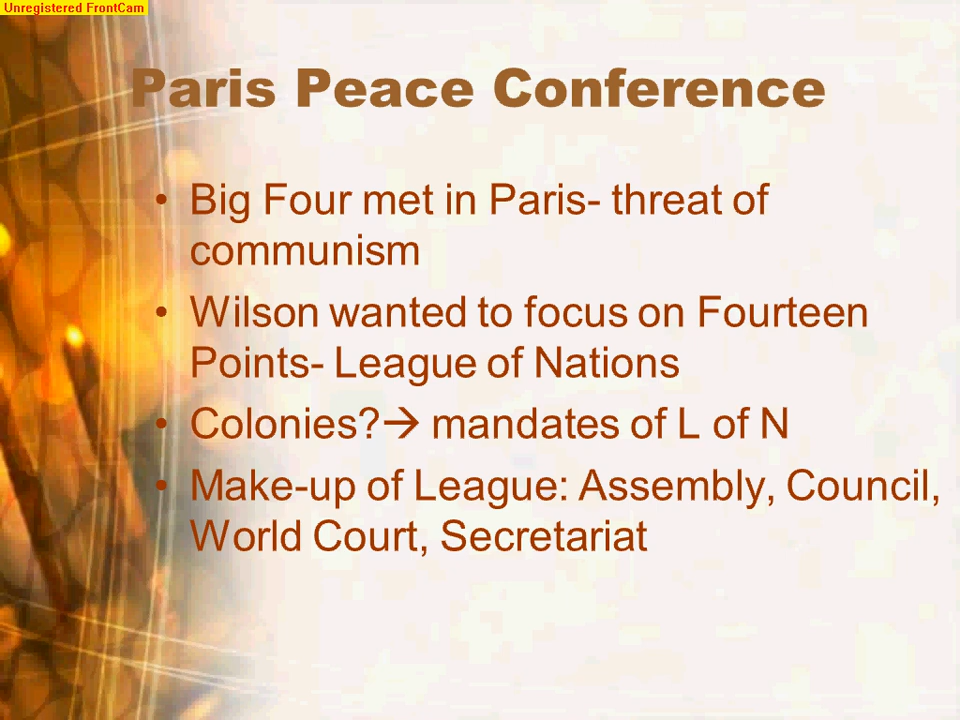 Unregistered FrontCam
Paris Peace Conference
• Big Four met in Paris- threat of
communism
• Wilson wanted to focus on Fourteen
Points- League of Nations
• Colonies?→ mandates of L of N
• Make-up of League: Assembly, Council,
World Court, Secretariat